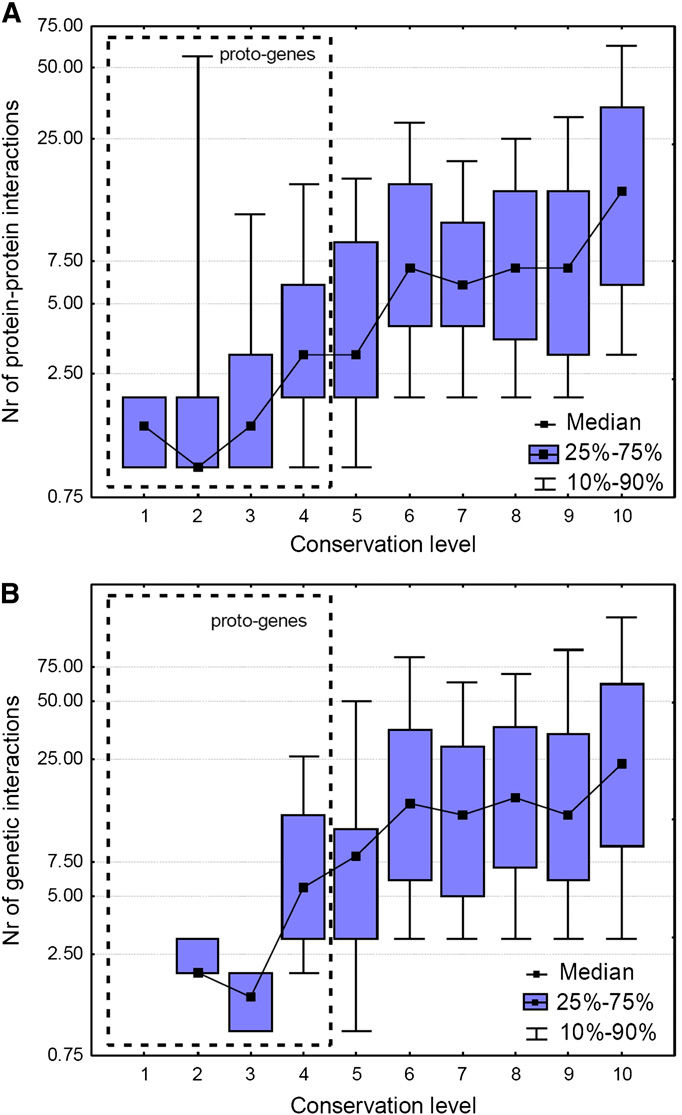 A
75.00
50.00
25.00
7.50
5.00
2.50
0.75
Nr of protein-protein interactions
proto-genes
Median
25%-75%
10%-90%
1 2 3 4 5 6 7 8 9 10
Conservation level
B
75.00
50.00
25.00
7.50
5.00
2.50
0.75
Nr of genetic interactions
proto-genes
Median
25%-75%
10%-90%
1 2 3 4 5 6 7 8 9 10
Conservation level